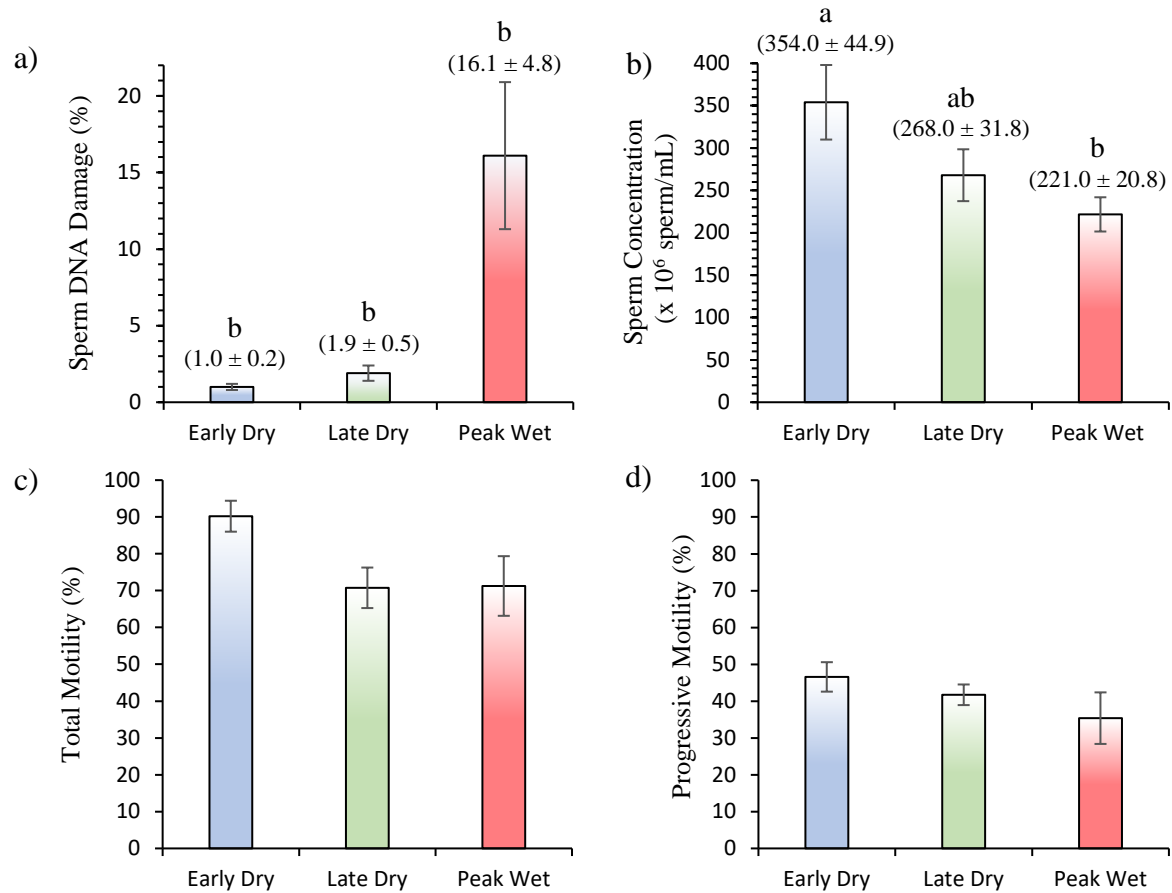 a)
b
(16.1 ± 4.8)
b
(1.0 ± 0.2)
b
(1.9 ± 0.5)
Sperm DNA Damage (%)
20
15
10
5
0
Early Dry
Late Dry
Peak Wet
b)
a
(354.0 ± 44.9)
ab
(268.0 ± 31.8)
b
(221.0 ± 20.8)
Sperm Concentration
(x 10⁶ sperm/mL)
400
350
300
250
200
150
100
50
0
Early Dry
Late Dry
Peak Wet
c)
Total Motility (%)
100
90
80
70
60
50
40
30
20
10
0
Early Dry
Late Dry
Peak Wet
d)
Progressive Motility (%)
100
90
80
70
60
50
40
30
20
10
0
Early Dry
Late Dry
Peak Wet